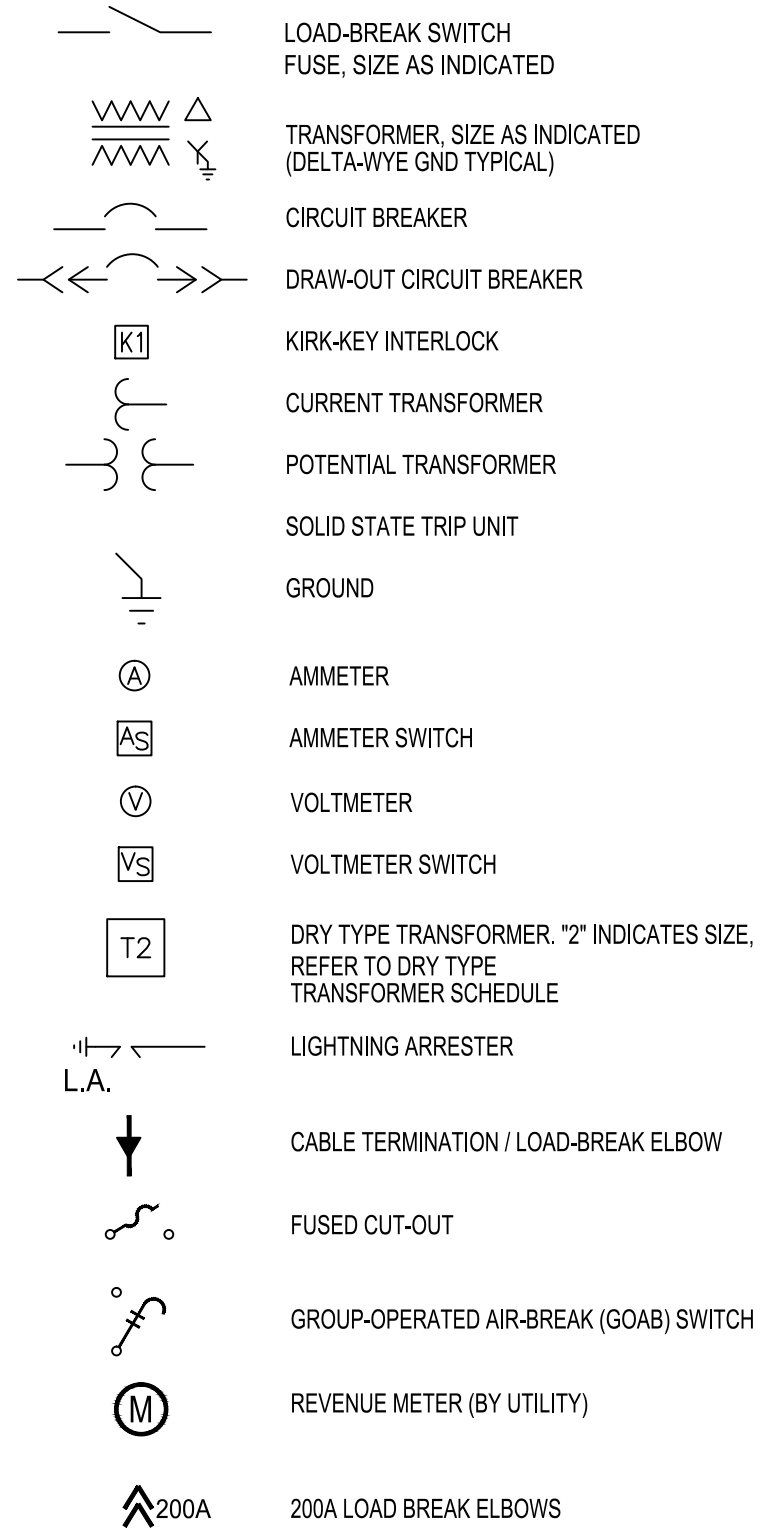 LOAD-BREAK SWITCH
FUSE, SIZE AS INDICATED
TRANSFORMER, SIZE AS INDICATED
(DELTA-WYE GND TYPICAL)
CIRCUIT BREAKER
DRAW-OUT CIRCUIT BREAKER
K1 KIRK-KEY INTERLOCK
CURRENT TRANSFORMER
POTENTIAL TRANSFORMER
SOLID STATE TRIP UNIT
GROUND
A AMMETER
AS AMMETER SWITCH
V VOLTMETER
VS VOLTMETER SWITCH
T2 DRY TYPE TRANSFORMER. "2" INDICATES SIZE,
REFER TO DRY TYPE
TRANSFORMER SCHEDULE
LIGHTNING ARRESTER
L.A.
CABLE TERMINATION / LOAD-BREAK ELBOW
FUSED CUT-OUT
GROUP-OPERATED AIR-BREAK (GOAB) SWITCH
M REVENUE METER (BY UTILITY)
200A 200A LOAD BREAK ELBOWS